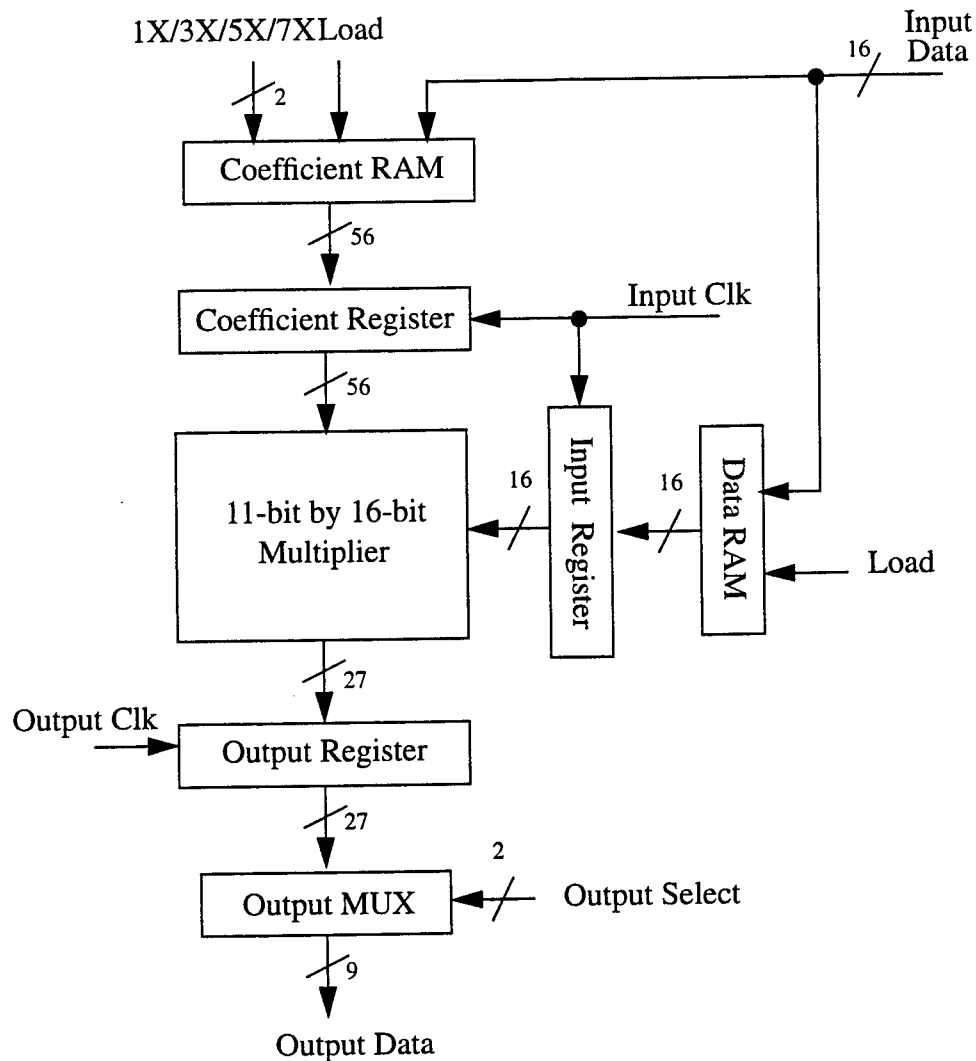 1X/3X/5X/7X Load
Input
Data
16
2
Coefficient RAM
56
Input Clk
Coefficient Register
56
11-bit by 16-bit
Multiplier
16
Input Register
16
Data RAM
Load
27
Output Clk
Output Register
27
2
Output MUX
Output Select
9
Output Data